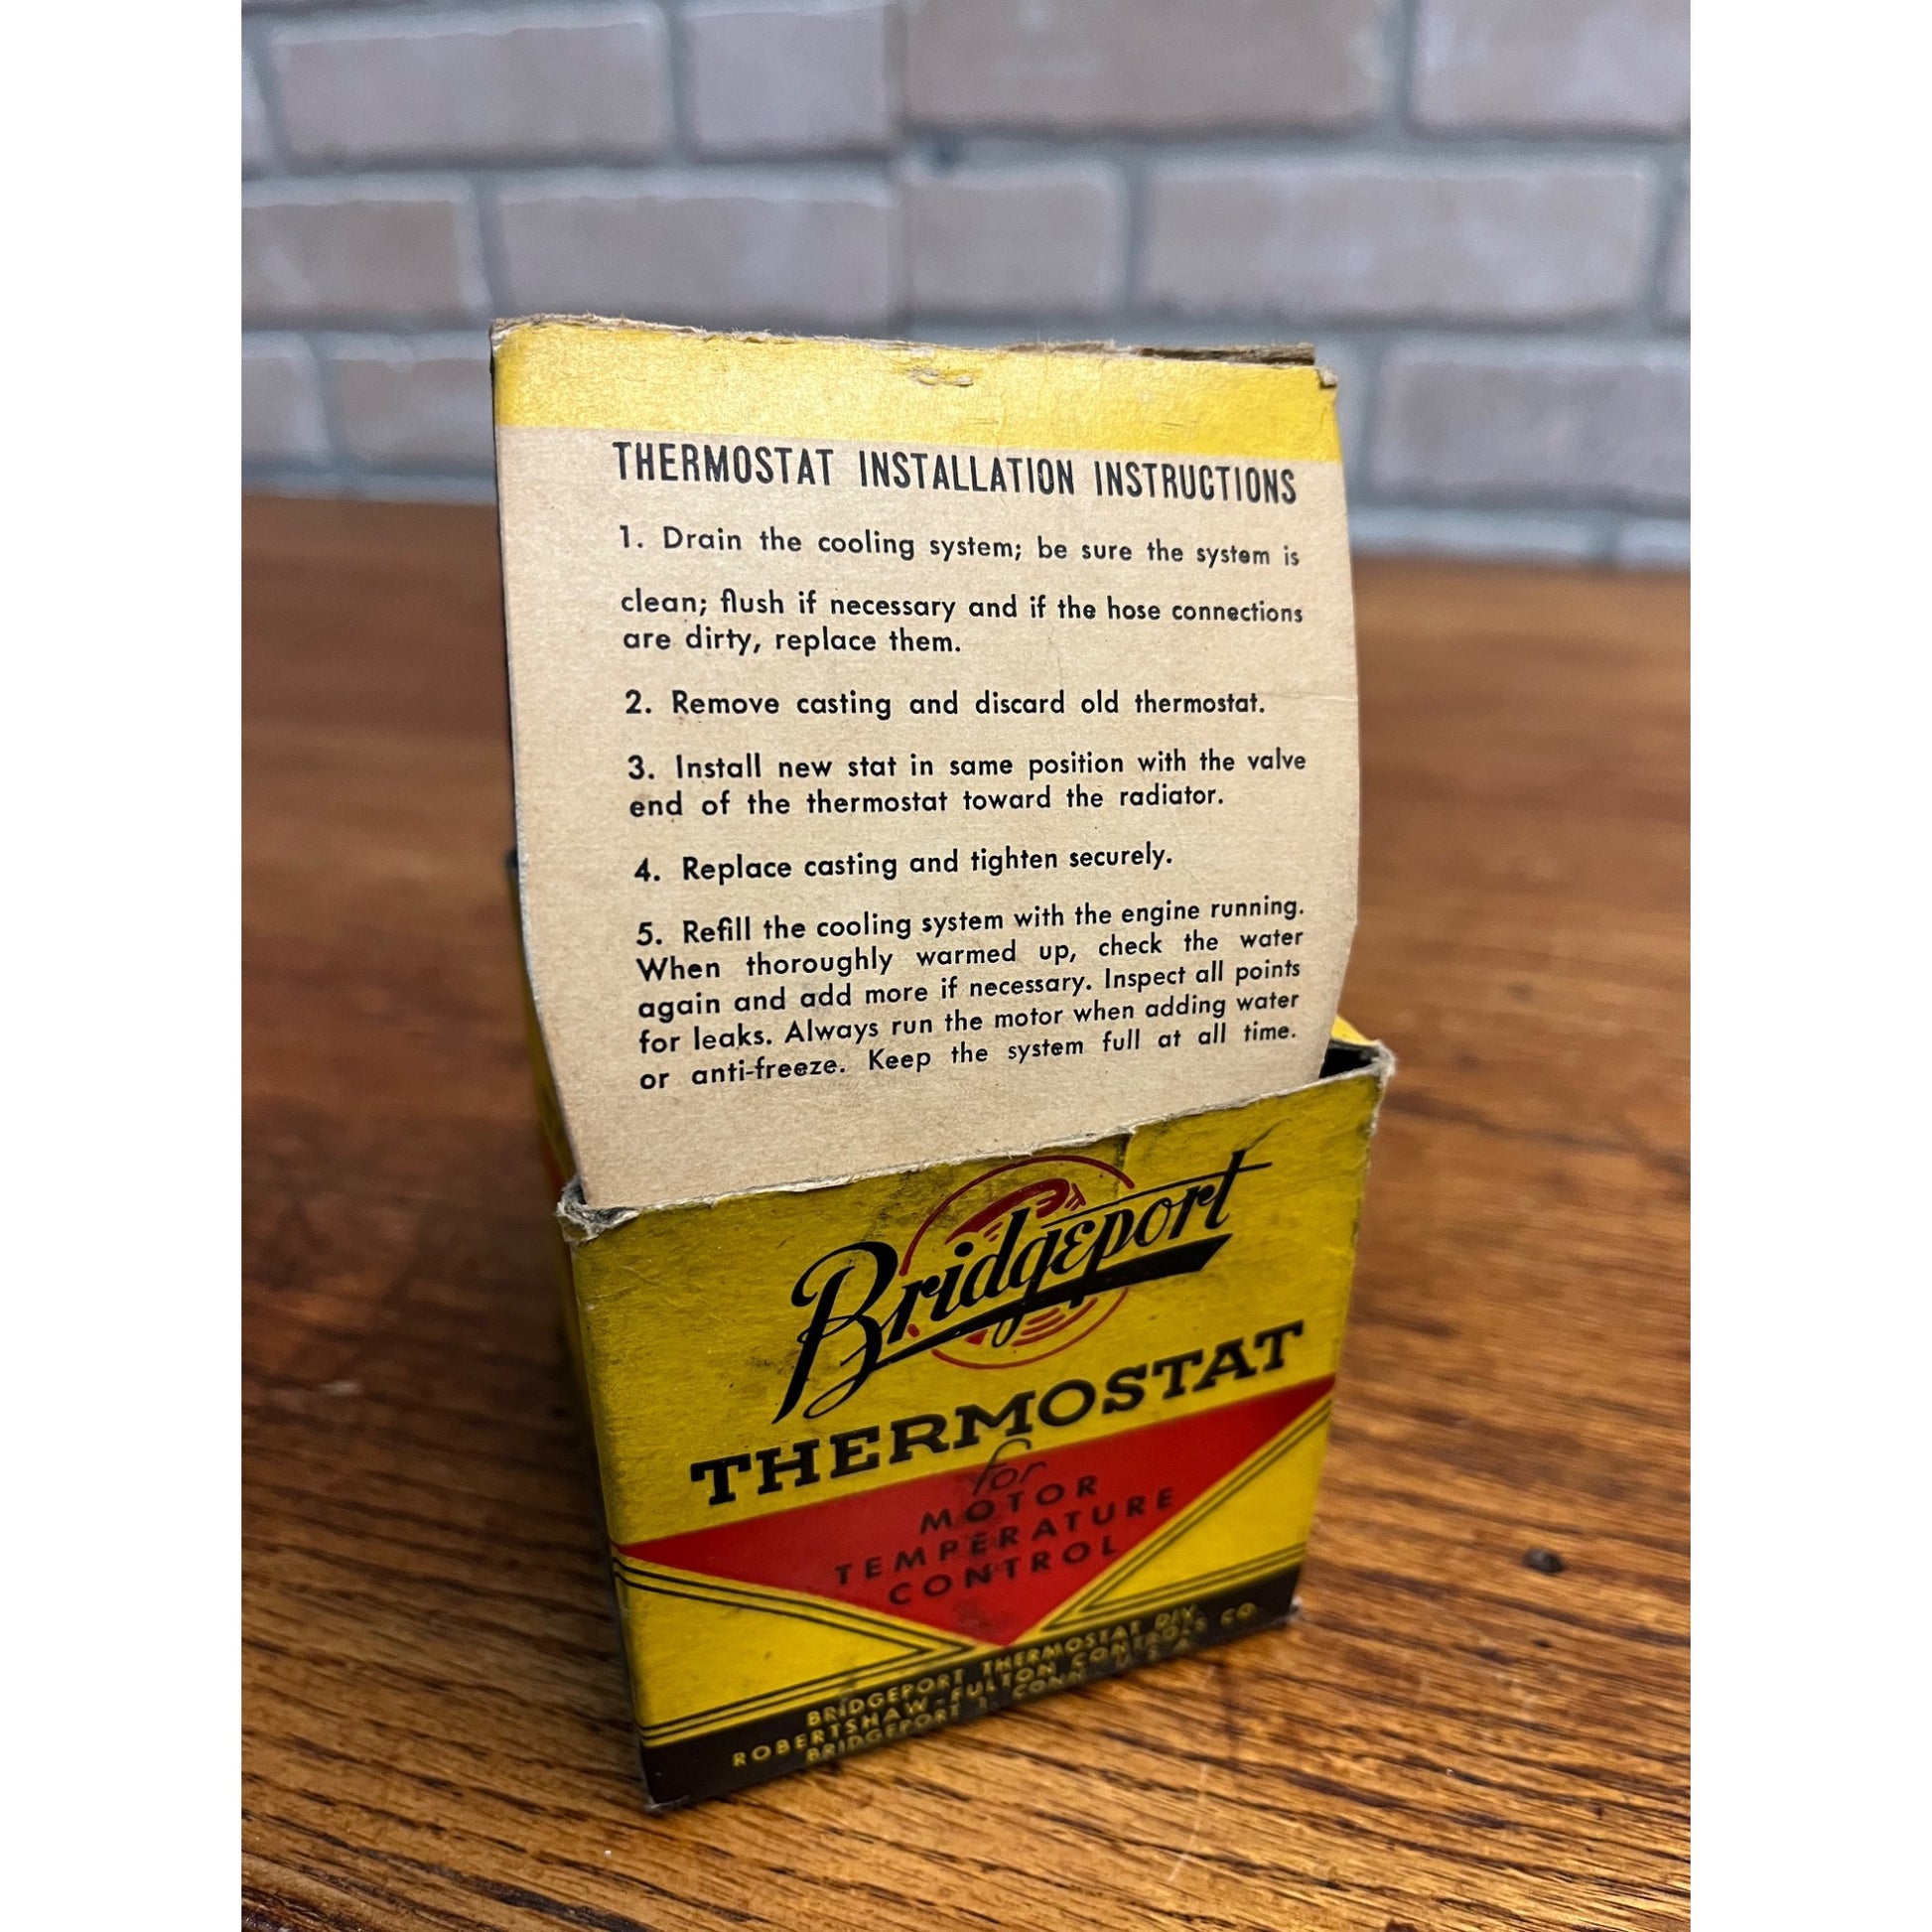 THERMOSTAT INSTALLATION INSTRUCTIONS
1. Drain the cooling system; be sure the system is
clean; flush if necessary and if the hose connections
are dirty, replace them.
2. Remove casting and discard old thermostat.
3. Install new stat in same position with the valve
end of the thermostat toward the radiator.
4. Replace casting and tighten securely.
5. Refill the cooling system with the engine running.
When thoroughly warmed up, check the water
again and add more if necessary. Inspect all points
for leaks. Always run the motor when adding water
or anti-freeze. Keep the system full at all time.
Bridgeport
THERMOSTAT
for
MOTOR
TEMPERATURE
CONTROL
BRIDGEPORT THERMOSTAT DIV.
ROBERTSHAW-FULTON CONTROLS CO.
BRIDGEPORT 1, CONN. U.S.A.